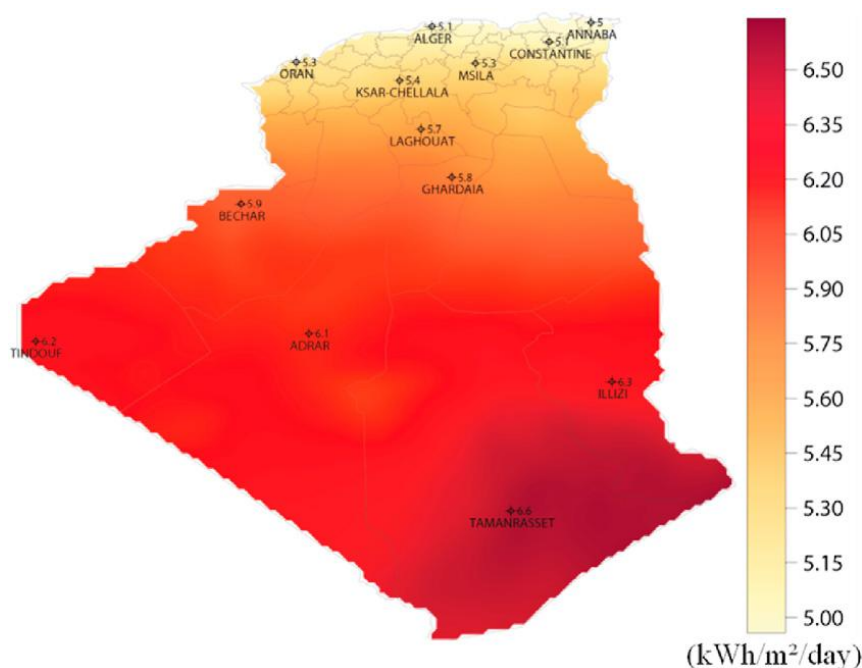 5.1
ALGER
5
ANNABA
5.1
CONSTANTINE
5.3
ORAN
5.3
MSILA
5.4
KSAR-CHELLALA
5.7
LAGHOUAT
5.8
GHARDAIA
5.9
BECHAR
6.1
ADRAR
6.2
TINDOUF
6.3
ILLIZI
6.6
TAMANRASSET
6.50
6.35
6.20
6.05
5.90
5.75
5.60
5.45
5.30
5.15
5.00
(kWh/m²/day)